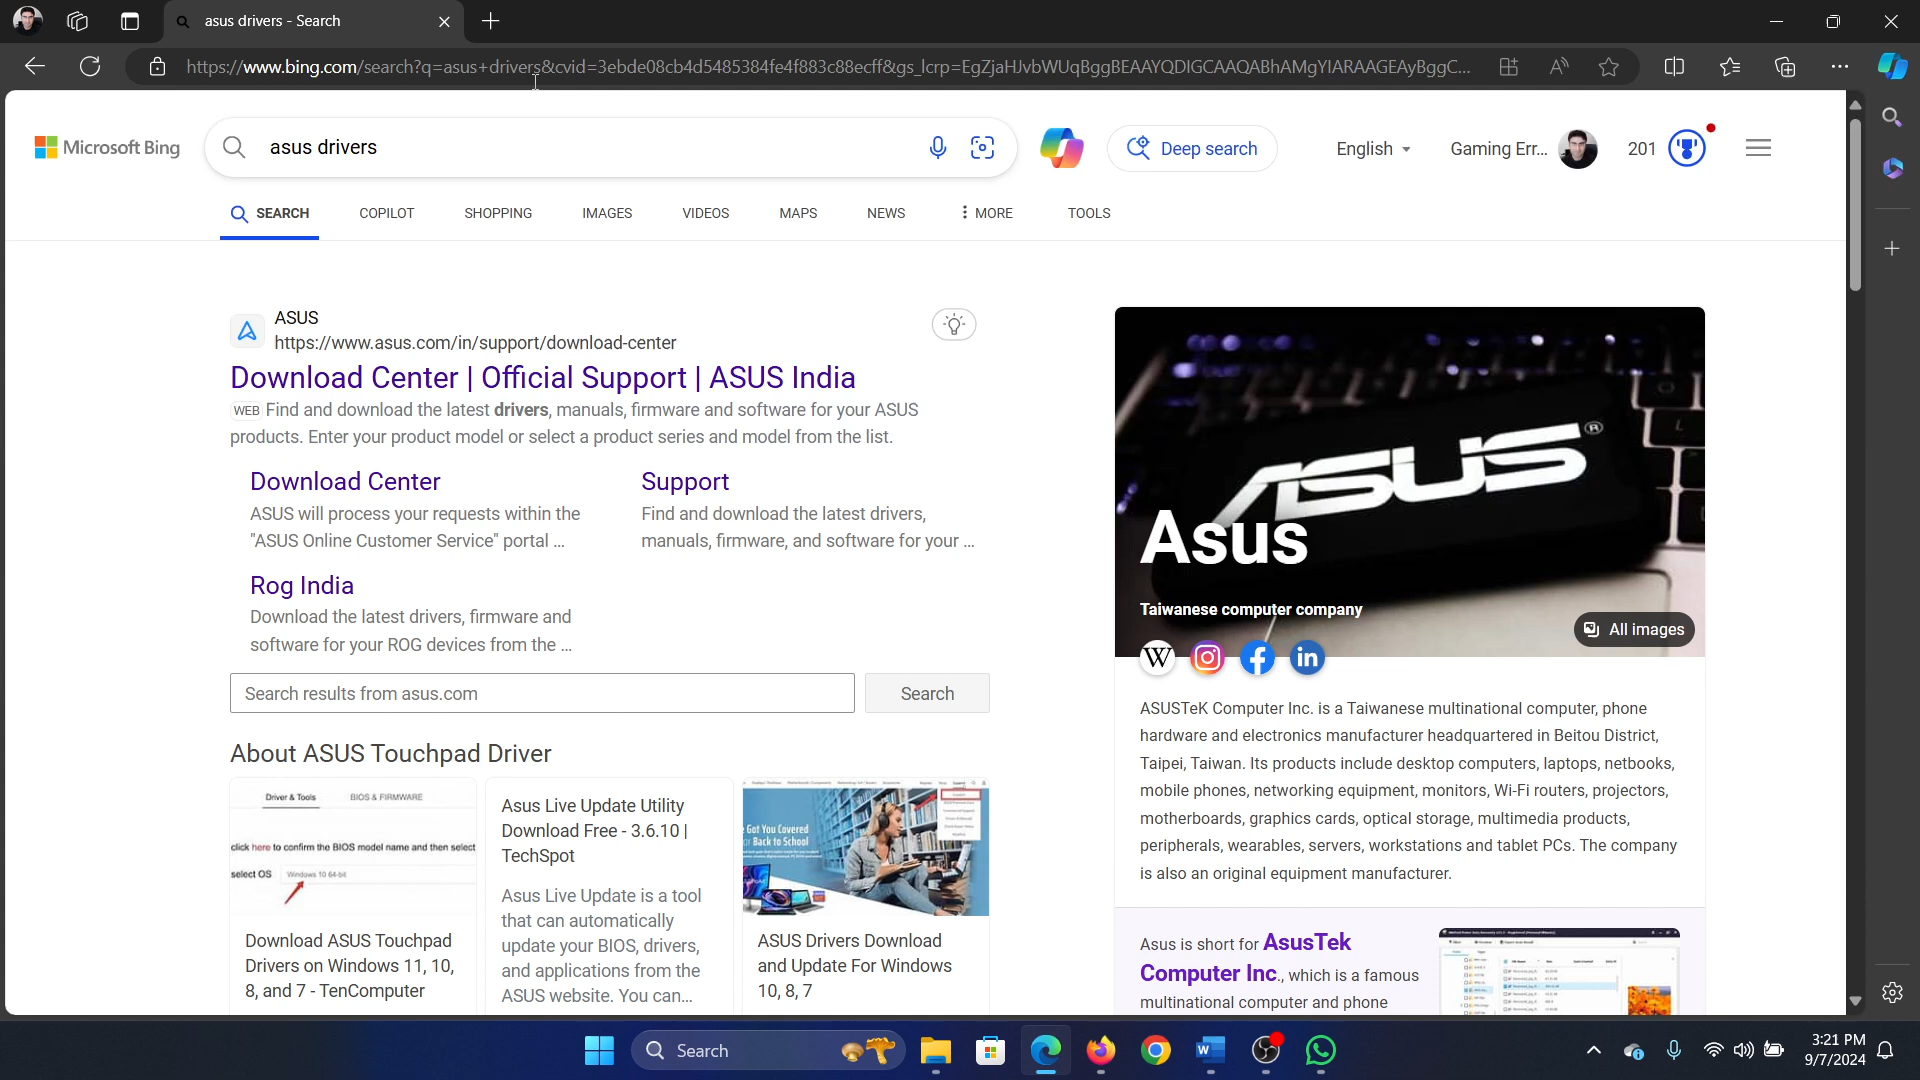 asus drivers - Search
https://www.bing.com/search?q=asus+drivers&cvid=3ebde08cb4d5485384fe4f883c88ecff&gs_lcrp=EgZjaHJvbWUqBggBEAAYQDIGCAAQABhAMgYIARAAGEAyBggC...
Microsoft Bing
asus drivers
Deep search
English
Gaming Err...
201
SEARCH
COPILOT
SHOPPING
IMAGES
VIDEOS
MAPS
NEWS
MORE
TOOLS
ASUS
https://www.asus.com/in/support/download-center
Download Center | Official Support | ASUS India
WEB Find and download the latest drivers, manuals, firmware and software for your ASUS
products. Enter your product model or select a product series and model from the list.
Download Center
ASUS will process your requests within the
"ASUS Online Customer Service" portal ...
Support
Find and download the latest drivers,
manuals, firmware, and software for your ...
Rog India
Download the latest drivers, firmware and
software for your ROG devices from the ...
Search results from asus.com
Search
About ASUS Touchpad Driver
Driver & Tools
BIOS & FIRMWARE
click here to confirm the BIOS model name and then select
select OS
Windows 10 64-bit
Download ASUS Touchpad
Drivers on Windows 11, 10,
8, and 7 - TenComputer
Asus Live Update Utility
Download Free - 3.6.10 |
TechSpot
Asus Live Update is a tool
that can automatically
update your BIOS, drivers,
and applications from the
ASUS website. You can...
Got You Covered
Back to School
ASUS Drivers Download
and Update For Windows
10, 8, 7
ASUS
Asus
Taiwanese computer company
All images
ASUSTeK Computer Inc. is a Taiwanese multinational computer, phone
hardware and electronics manufacturer headquartered in Beitou District,
Taipei, Taiwan. Its products include desktop computers, laptops, netbooks,
mobile phones, networking equipment, monitors, Wi-Fi routers, projectors,
motherboards, graphics cards, optical storage, multimedia products,
peripherals, wearables, servers, workstations and tablet PCs. The company
is also an original equipment manufacturer.
Asus is short for AsusTek
Computer Inc., which is a famous
multinational computer and phone
Search
3:21 PM
9/7/2024